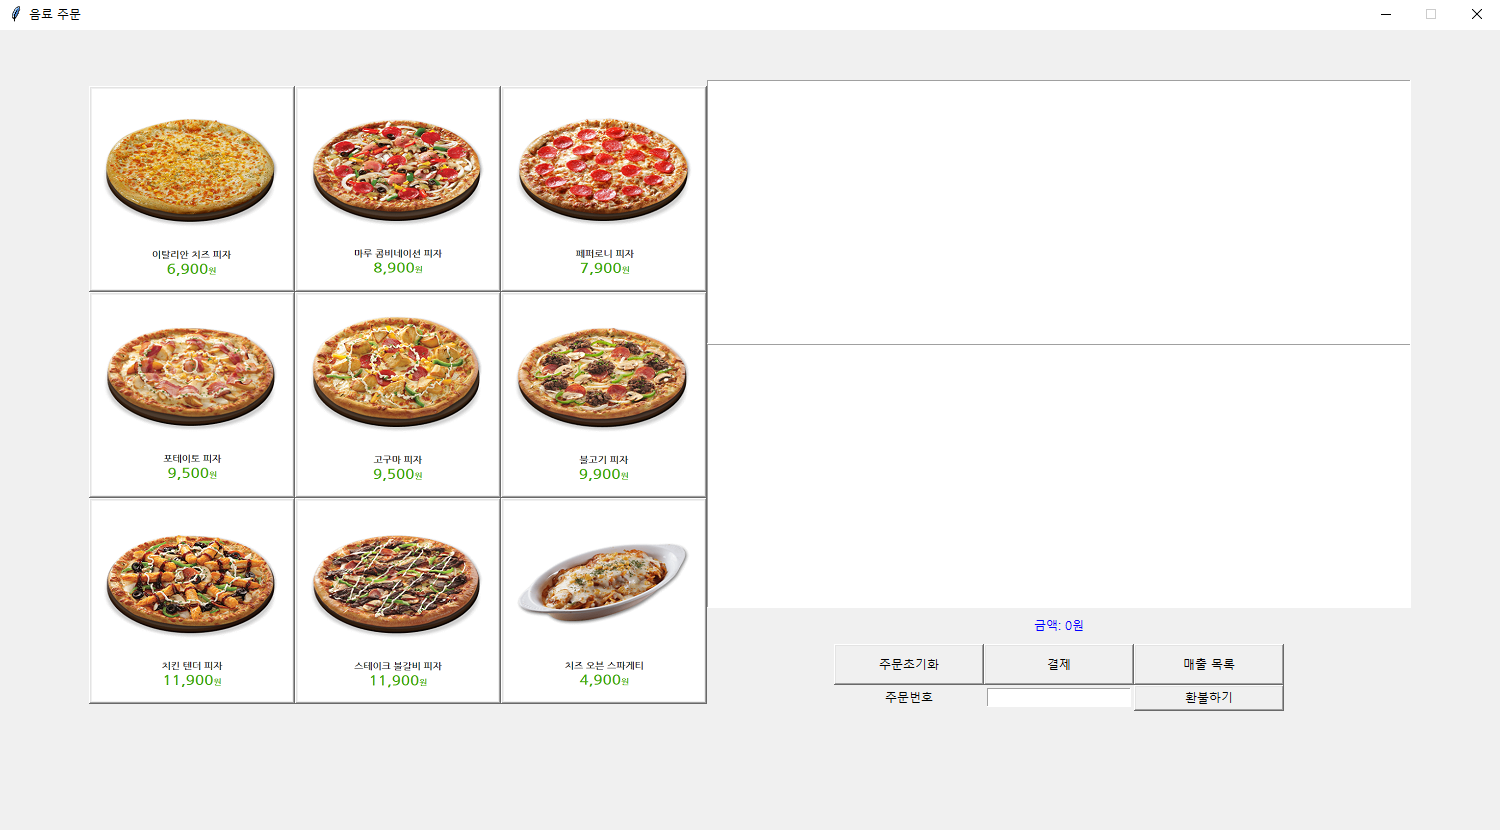 음료 주문
이탈리안 치즈 피자
6,900원
마루 콤비네이션 피자
8,900원
페퍼로니 피자
7,900원
포테이토 피자
9,500원
고구마 피자
9,500원
불고기 피자
9,900원
치킨 텐더 피자
11,900원
스테이크 불갈비 피자
11,900원
치즈 오븐 스파게티
4,900원
금액: 0원
주문초기화
결제
매출 목록
주문번호
환불하기